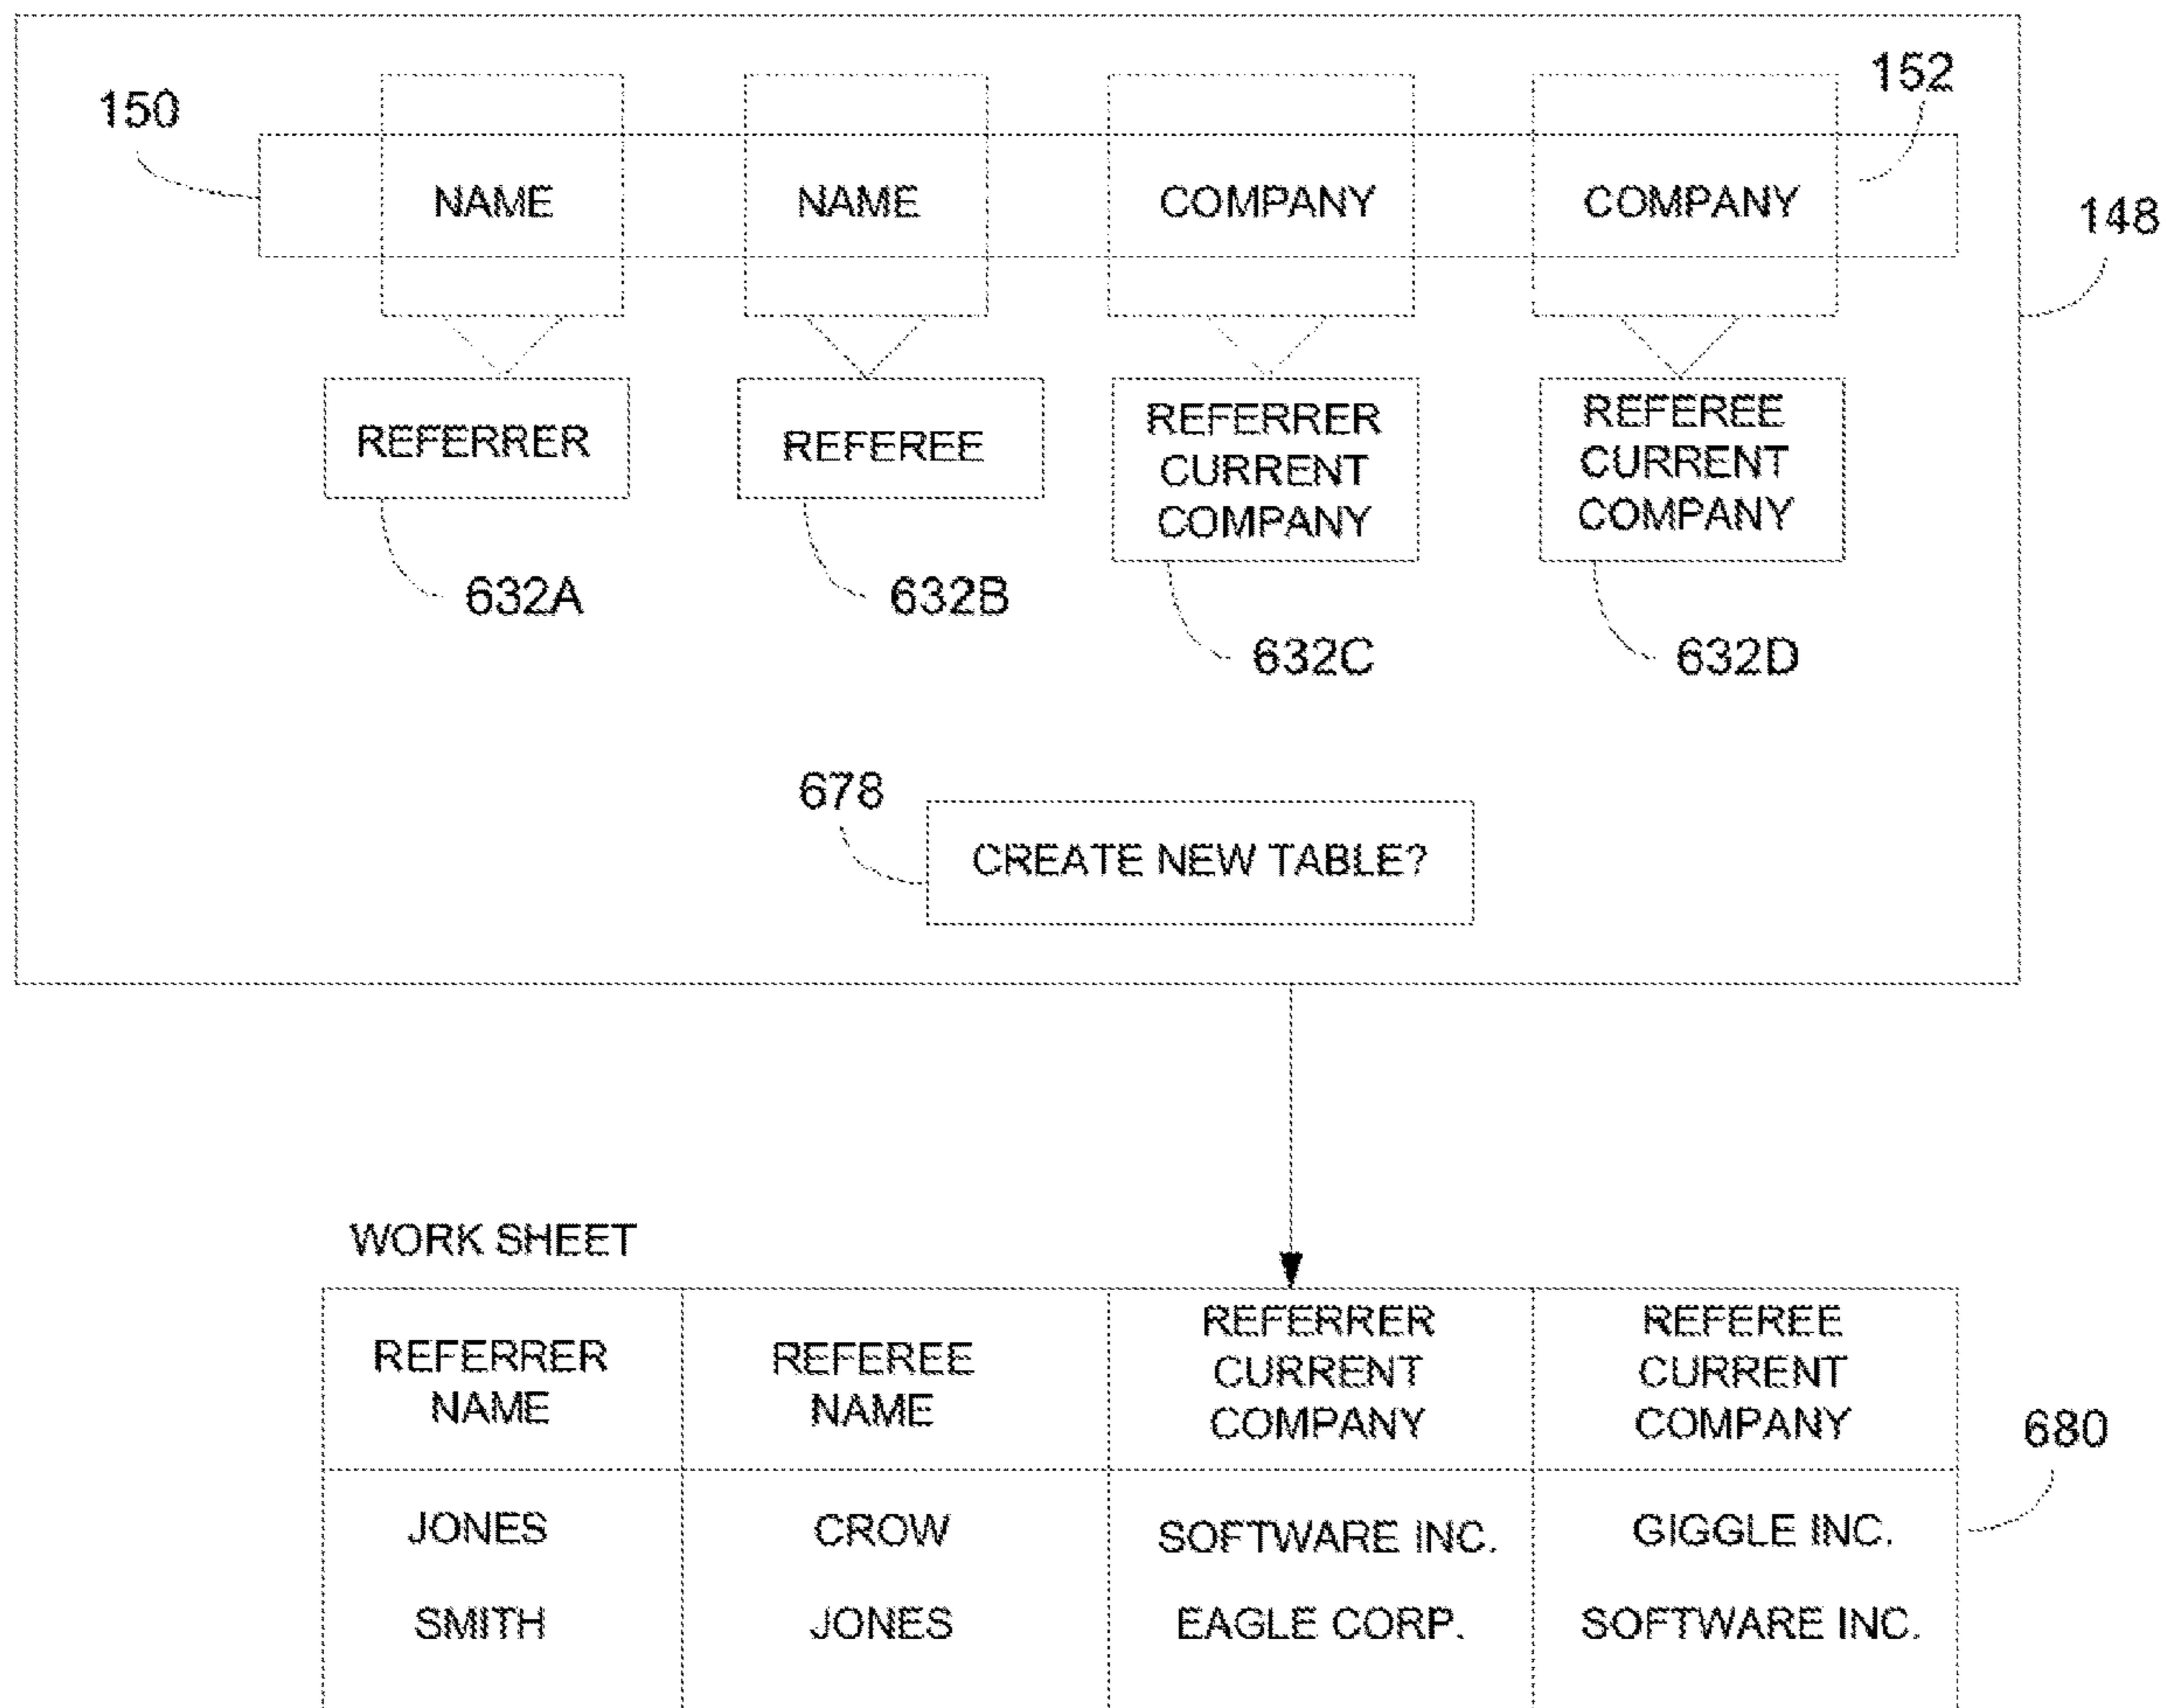 152
150
NAME
NAME
COMPANY
COMPANY
148
REFERRER
REFEREE
REFERRER
CURRENT
COMPANY
REFEREE
CURRENT
COMPANY
632A
632B
632C
632D
678
CREATE NEW TABLE?
WORK SHEET
REFERRER
NAME
REFEREE
NAME
REFERRER
CURRENT
COMPANY
REFEREE
CURRENT
COMPANY
680
JONES
CROW
SOFTWARE INC.
GIGGLE INC.
SMITH
JONES
EAGLE CORP.
SOFTWARE INC.